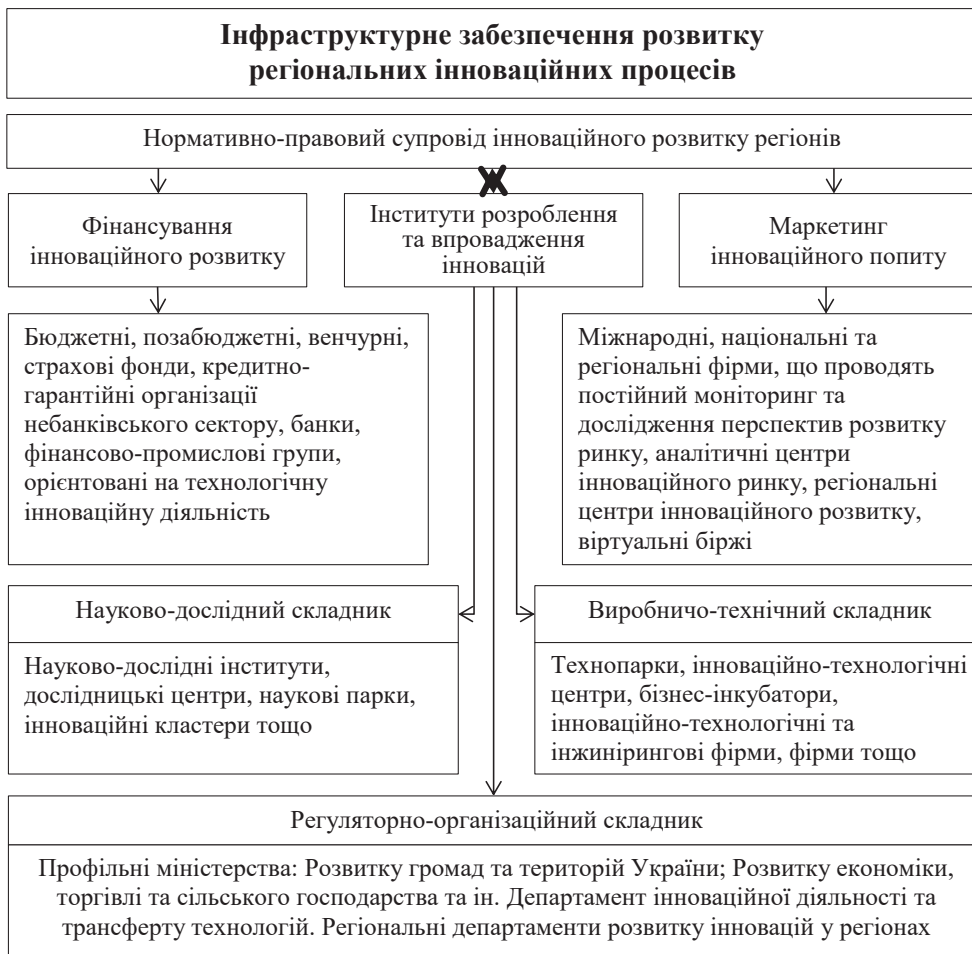 Інфраструктурне забезпечення розвитку
регіональних інноваційних процесів
Нормативно-правовий супровід інноваційного розвитку регіонів
Фінансування
інноваційного розвитку
Інститути розроблення
та впровадження
інновацій
Маркетинг
інноваційного попиту
Бюджетні, позабюджетні, венчурні,
страхові фонди, кредитно-
гарантійні організації
небанківського сектору, банки,
фінансово-промислові групи,
орієнтовані на технологічну
інноваційну діяльність
Міжнародні, національні та
регіональні фірми, що проводять
постійний моніторинг та
дослідження перспектив розвитку
ринку, аналітичні центри
інноваційного ринку, регіональні
центри інноваційного розвитку,
віртуальні біржі
Науково-дослідний складник
Науково-дослідні інститути,
дослідницькі центри, наукові парки,
інноваційні кластери тощо
Виробничо-технічний складник
Технопарки, інноваційно-технологічні
центри, бізнес-інкубатори,
інноваційно-технологічні та
інжинірингові фірми, фірми тощо
Регуляторно-організаційний складник
Профільні міністерства: Розвитку громад та територій України; Розвитку економіки,
торгівлі та сільського господарства та ін. Департамент інноваційної діяльності та
трансферту технологій. Регіональні департаменти розвитку інновацій у регіонах